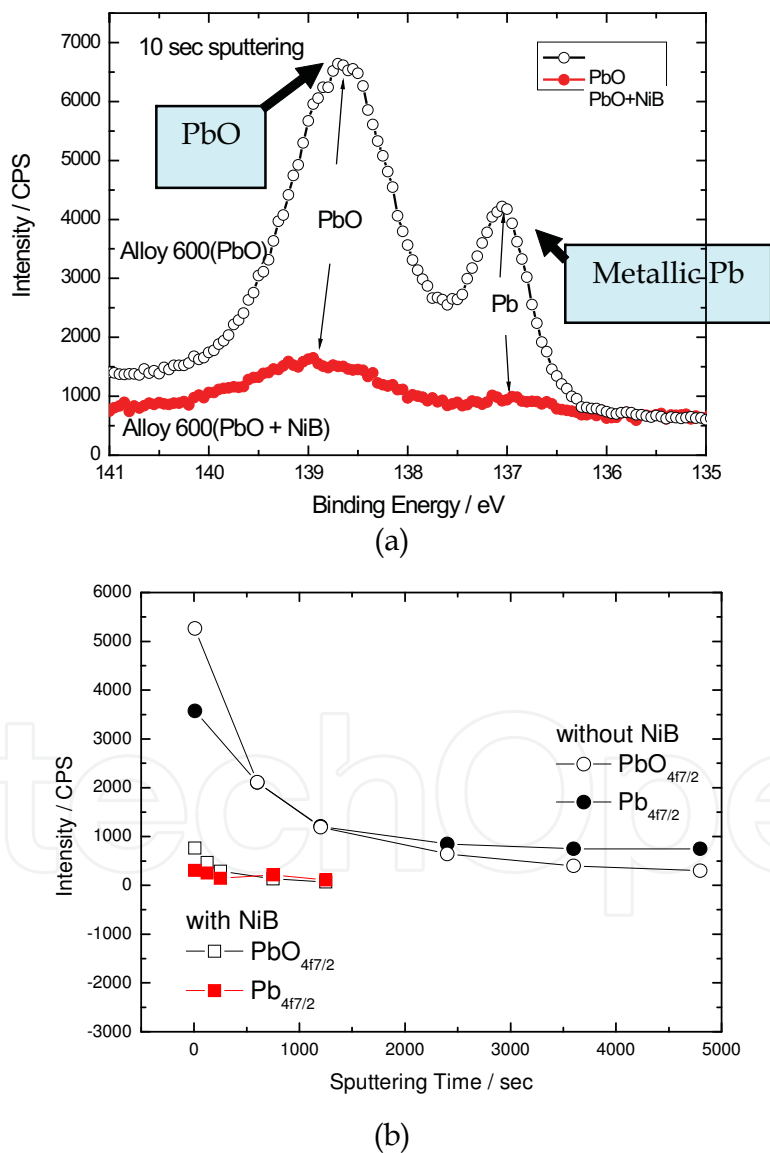 10 sec sputtering
PbO
PbO+NiB
PbO
PbO
Alloy 600(PbO)
Metallic Pb
Pb
Alloy 600(PbO + NiB)
7000
6000
5000
4000
3000
2000
1000
0
Intensity / CPS
141 140 139 138 137 136 135
Binding Energy / eV
(a)
6000
5000
4000
3000
2000
1000
0
-1000
-2000
-3000
Intensity / CPS
without NiB
PbO4f7/2
Pb4f7/2
with NiB
PbO4f7/2
Pb4f7/2
techOpe
0 1000 2000 3000 4000 5000
Sputtering Time / sec
(b)